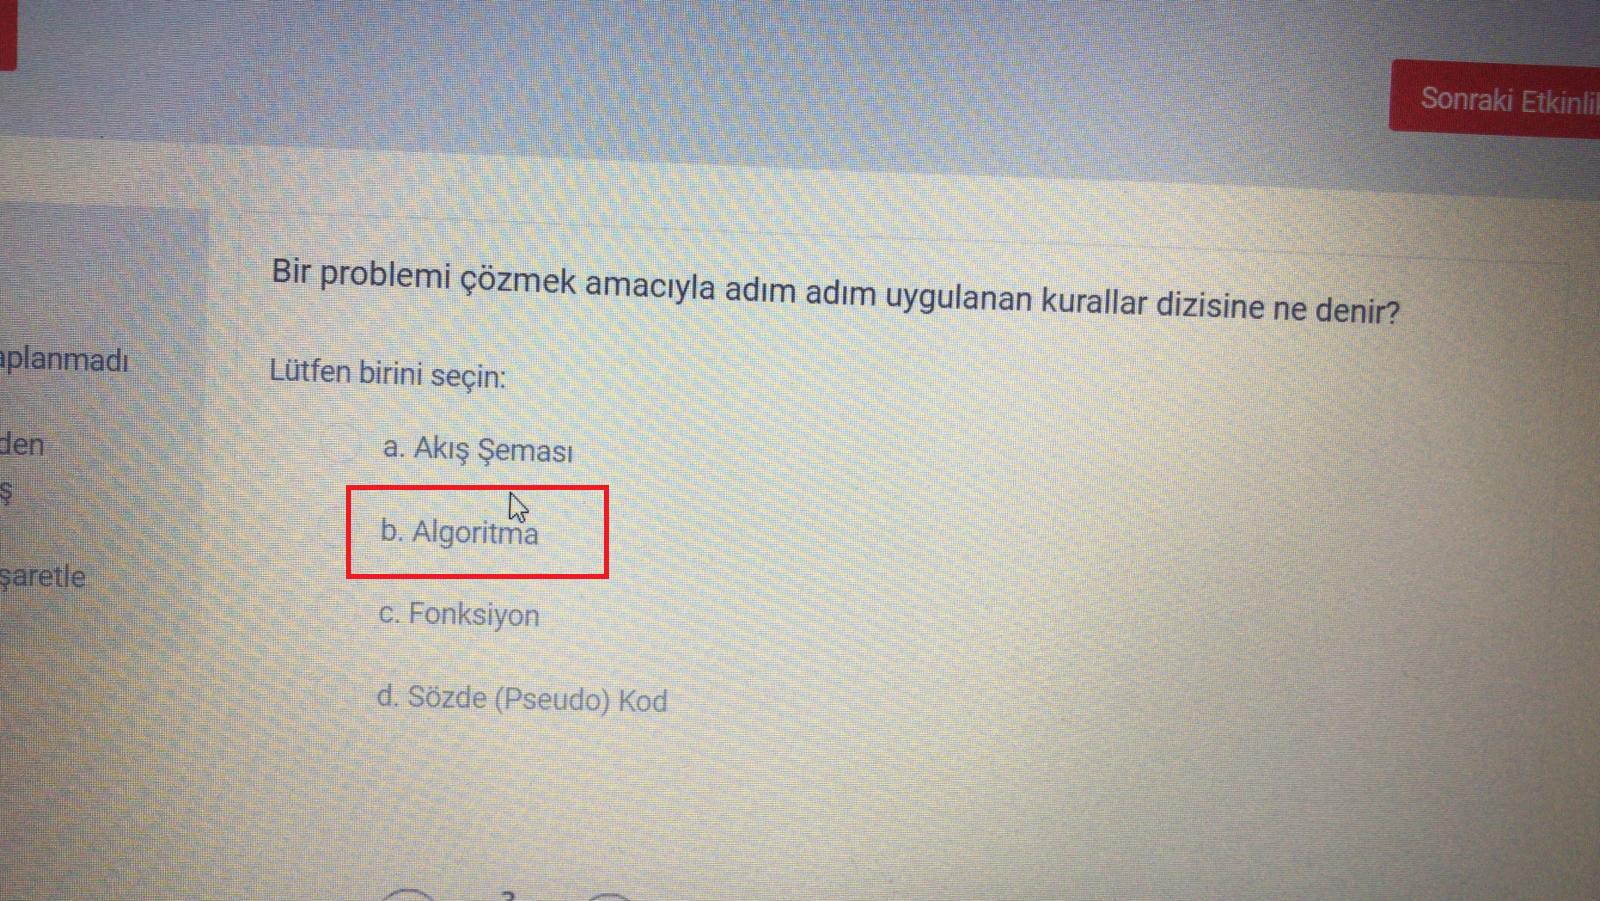 Sonraki Etkinli
Bir problemi çözmek amacıyla adım adım uygulanan kurallar dizisine ne denir?
aplanmadı
Lütfen birini seçin:
den
a. Akış Şeması
ş
b. Algoritma
şaretle
c. Fonksiyon
d. Sözde (Pseudo) Kod